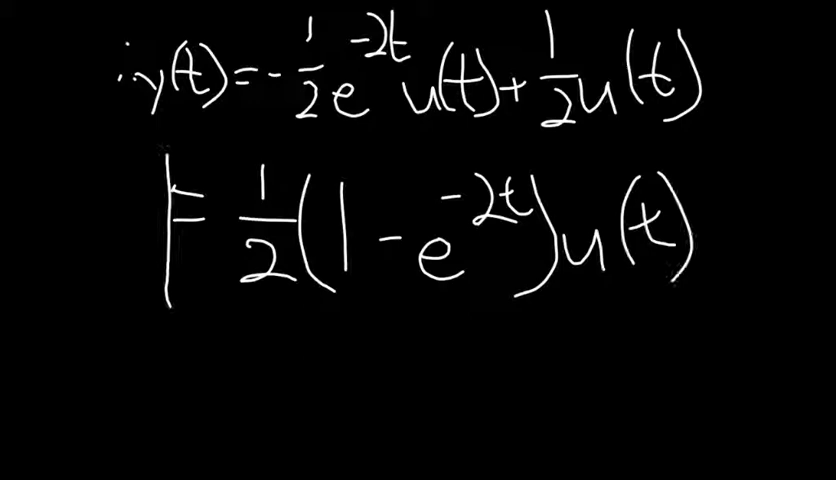 ∴y(t) = -1/2 e^-2t u(t) + 1/2 u(t)
= 1/2 (1 - e^-2t) u(t)